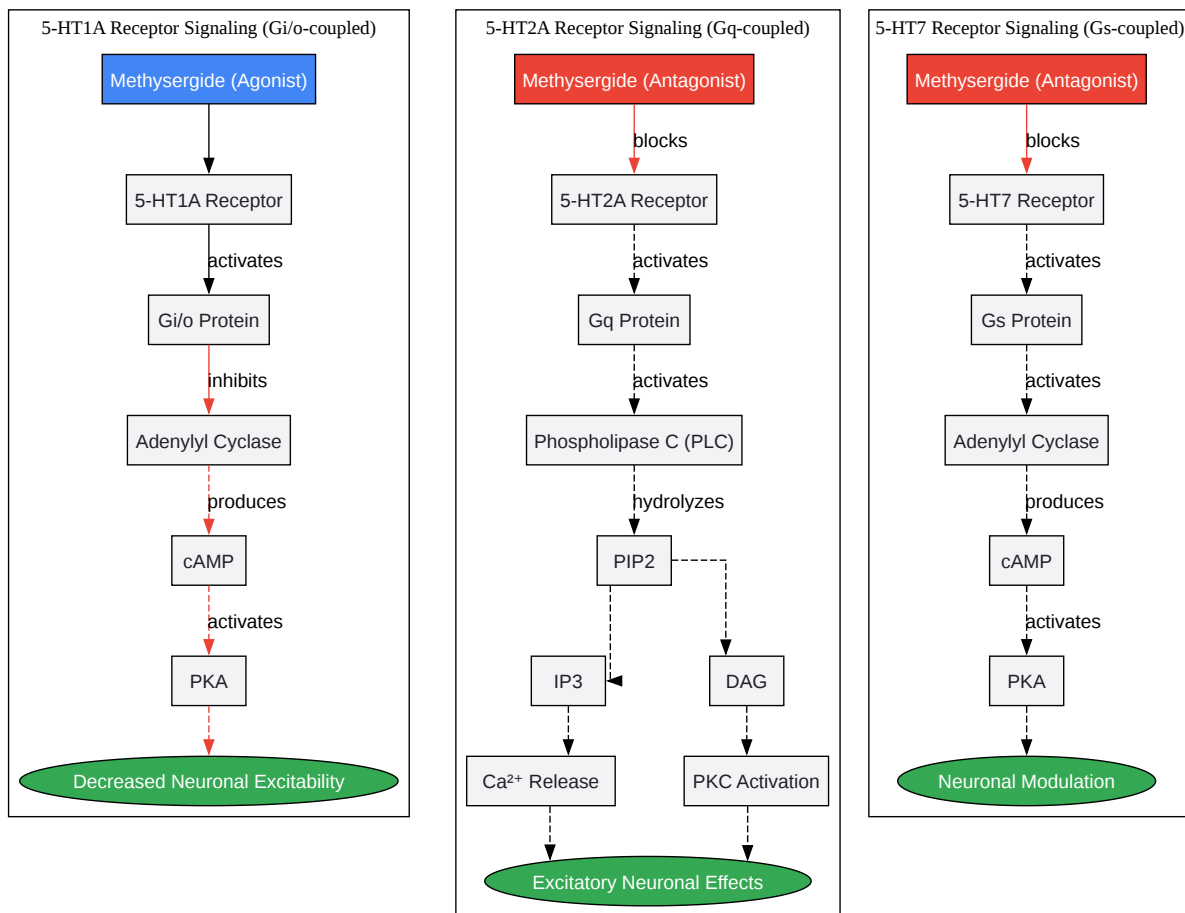 5-HT1A Receptor Signaling (Gi/o-coupled)
Methysergide (Agonist)
5-HT1A Receptor
activates
Gi/o Protein
inhibits
Adenylyl Cyclase
produces
cAMP
activates
PKA
Decreased Neuronal Excitability
5-HT2A Receptor Signaling (Gq-coupled)
Methysergide (Antagonist)
blocks
5-HT2A Receptor
activates
Gq Protein
activates
Phospholipase C (PLC)
hydrolyzes
PIP2
IP3
DAG
Ca²⁺ Release
PKC Activation
Excitatory Neuronal Effects
5-HT7 Receptor Signaling (Gs-coupled)
Methysergide (Antagonist)
blocks
5-HT7 Receptor
activates
Gs Protein
activates
Adenylyl Cyclase
produces
cAMP
activates
PKA
Neuronal Modulation